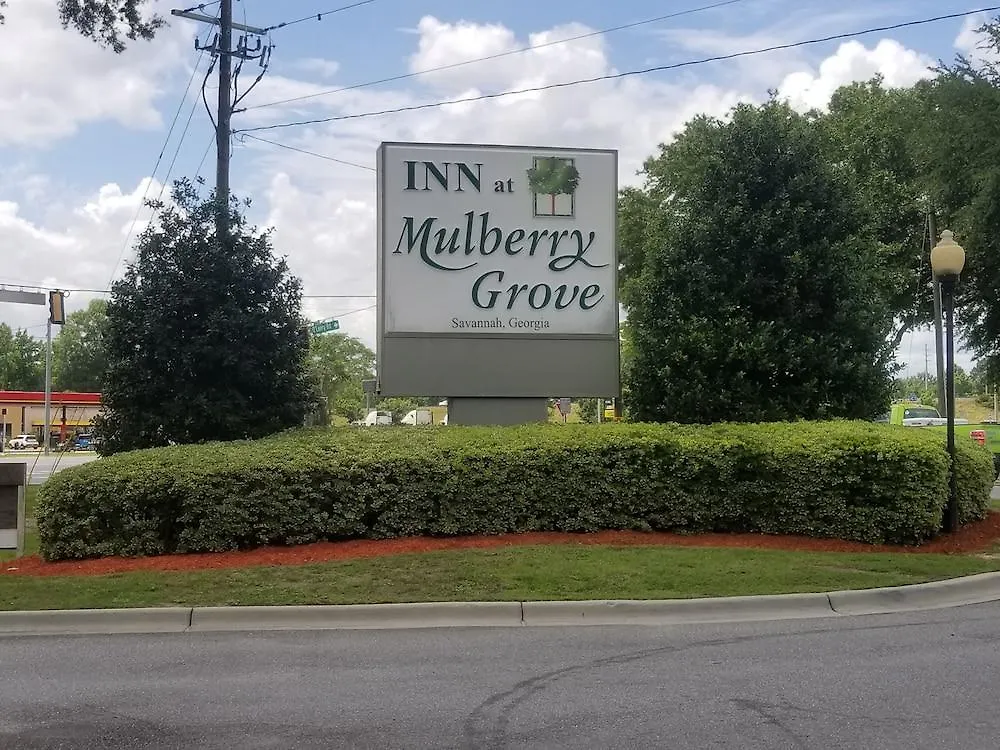 INN at
Mulberry
Grove
Savannah, Georgia